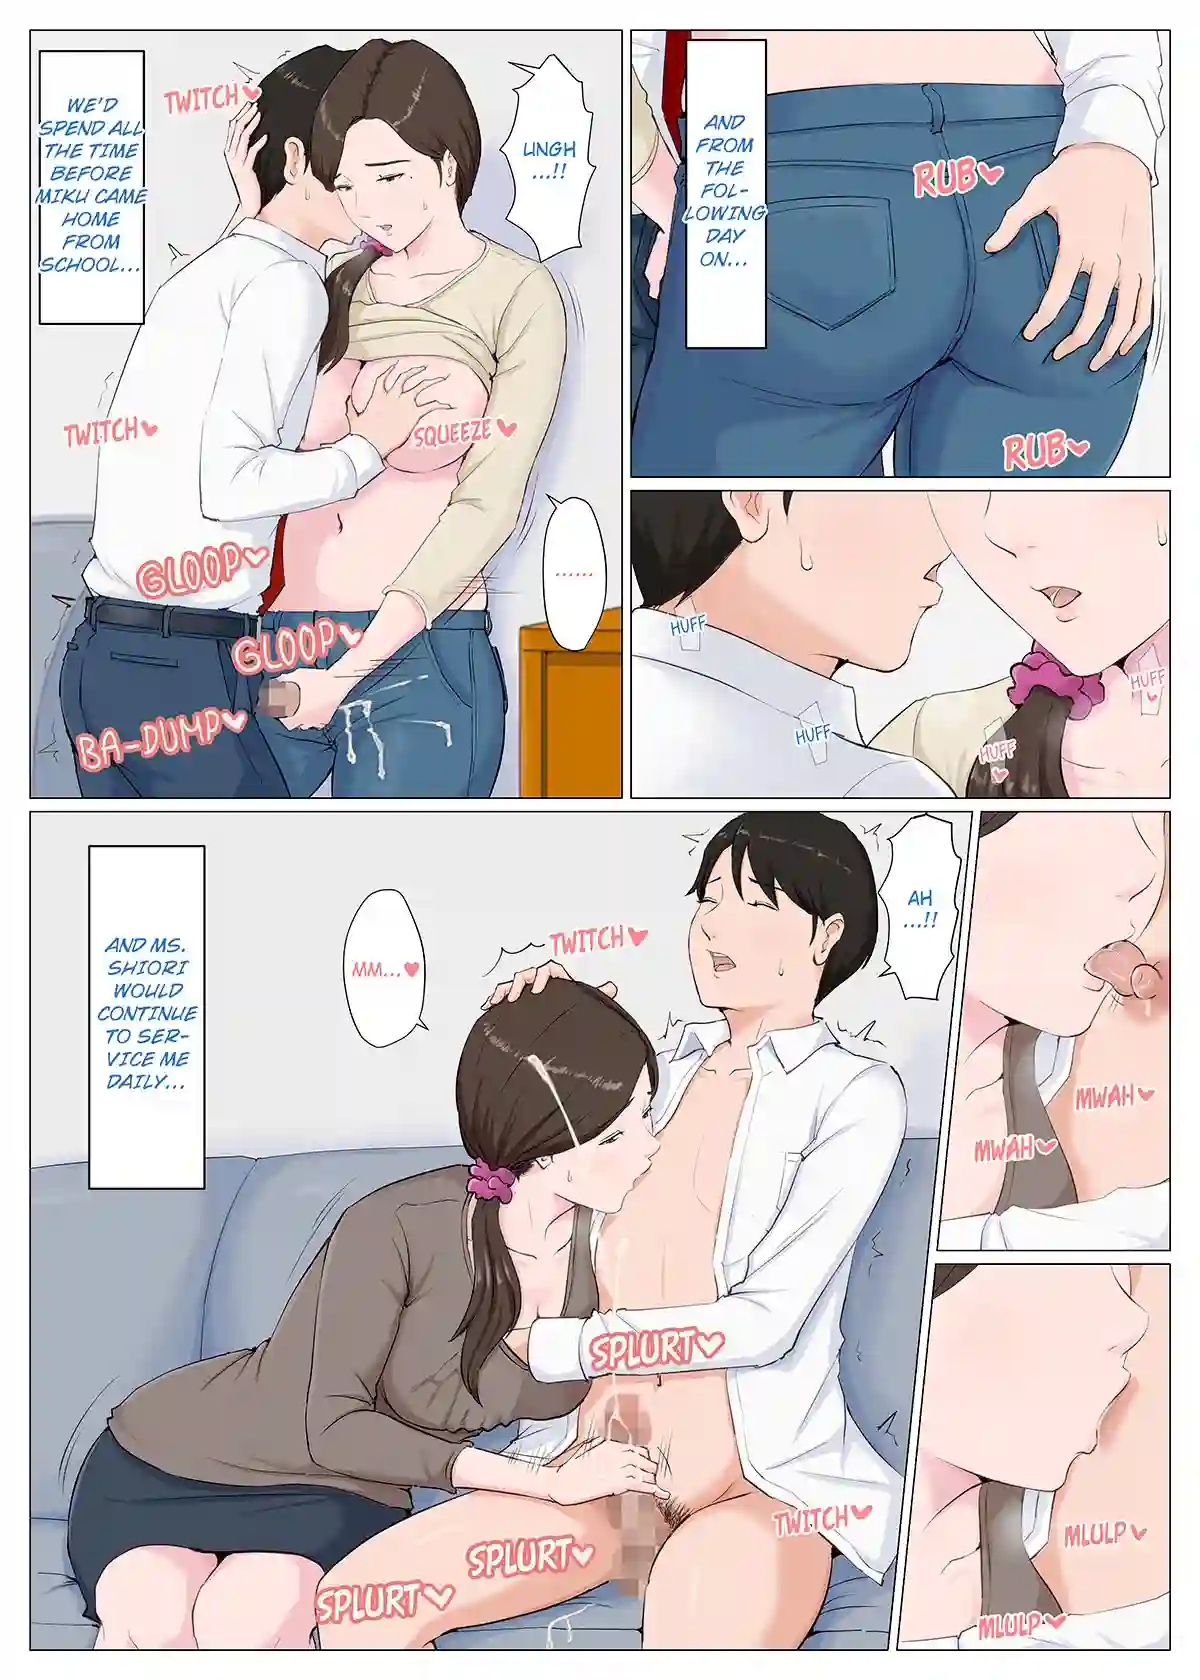 AND
FROM
THE
FOL-
LOWING
DAY
ON...
RUB
RUB
HUFF
HUFF
HUFF
HUFF
WE'D
SPEND ALL
THE TIME
BEFORE
MIKU CAME
HOME
FROM
SCHOOL...
TWITCH
UNGH
...!!
TWITCH
SQUEEZE
GLOOP
......
GLOOP
BA-DUMP
MWAH
MWAH
MLULP
MLULP
AH
...!!
TWITCH
MM...
AND MS.
SHIORI
WOULD
CONTINUE
TO SER-
VICE ME
DAILY...
SPLURT
TWITCH
SPLURT
SPLURT